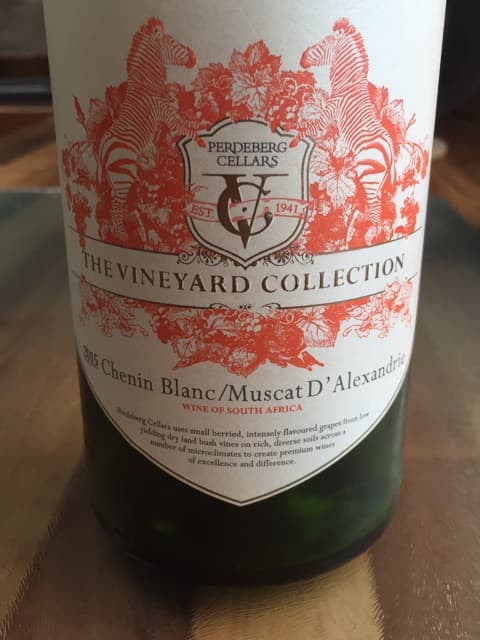 PERDEBERG
CELLARS
VC
EST. 1941
THE VINEYARD COLLECTION
2015 Chenin Blanc/Muscat D'Alexandrie
WINE OF SOUTH AFRICA
Perdeberg Cellars uses small berried, intensely flavoured grapes from low
yielding dry land bush vines on rich, diverse soils across a
number of microclimates to create premium wines
of excellence and difference.